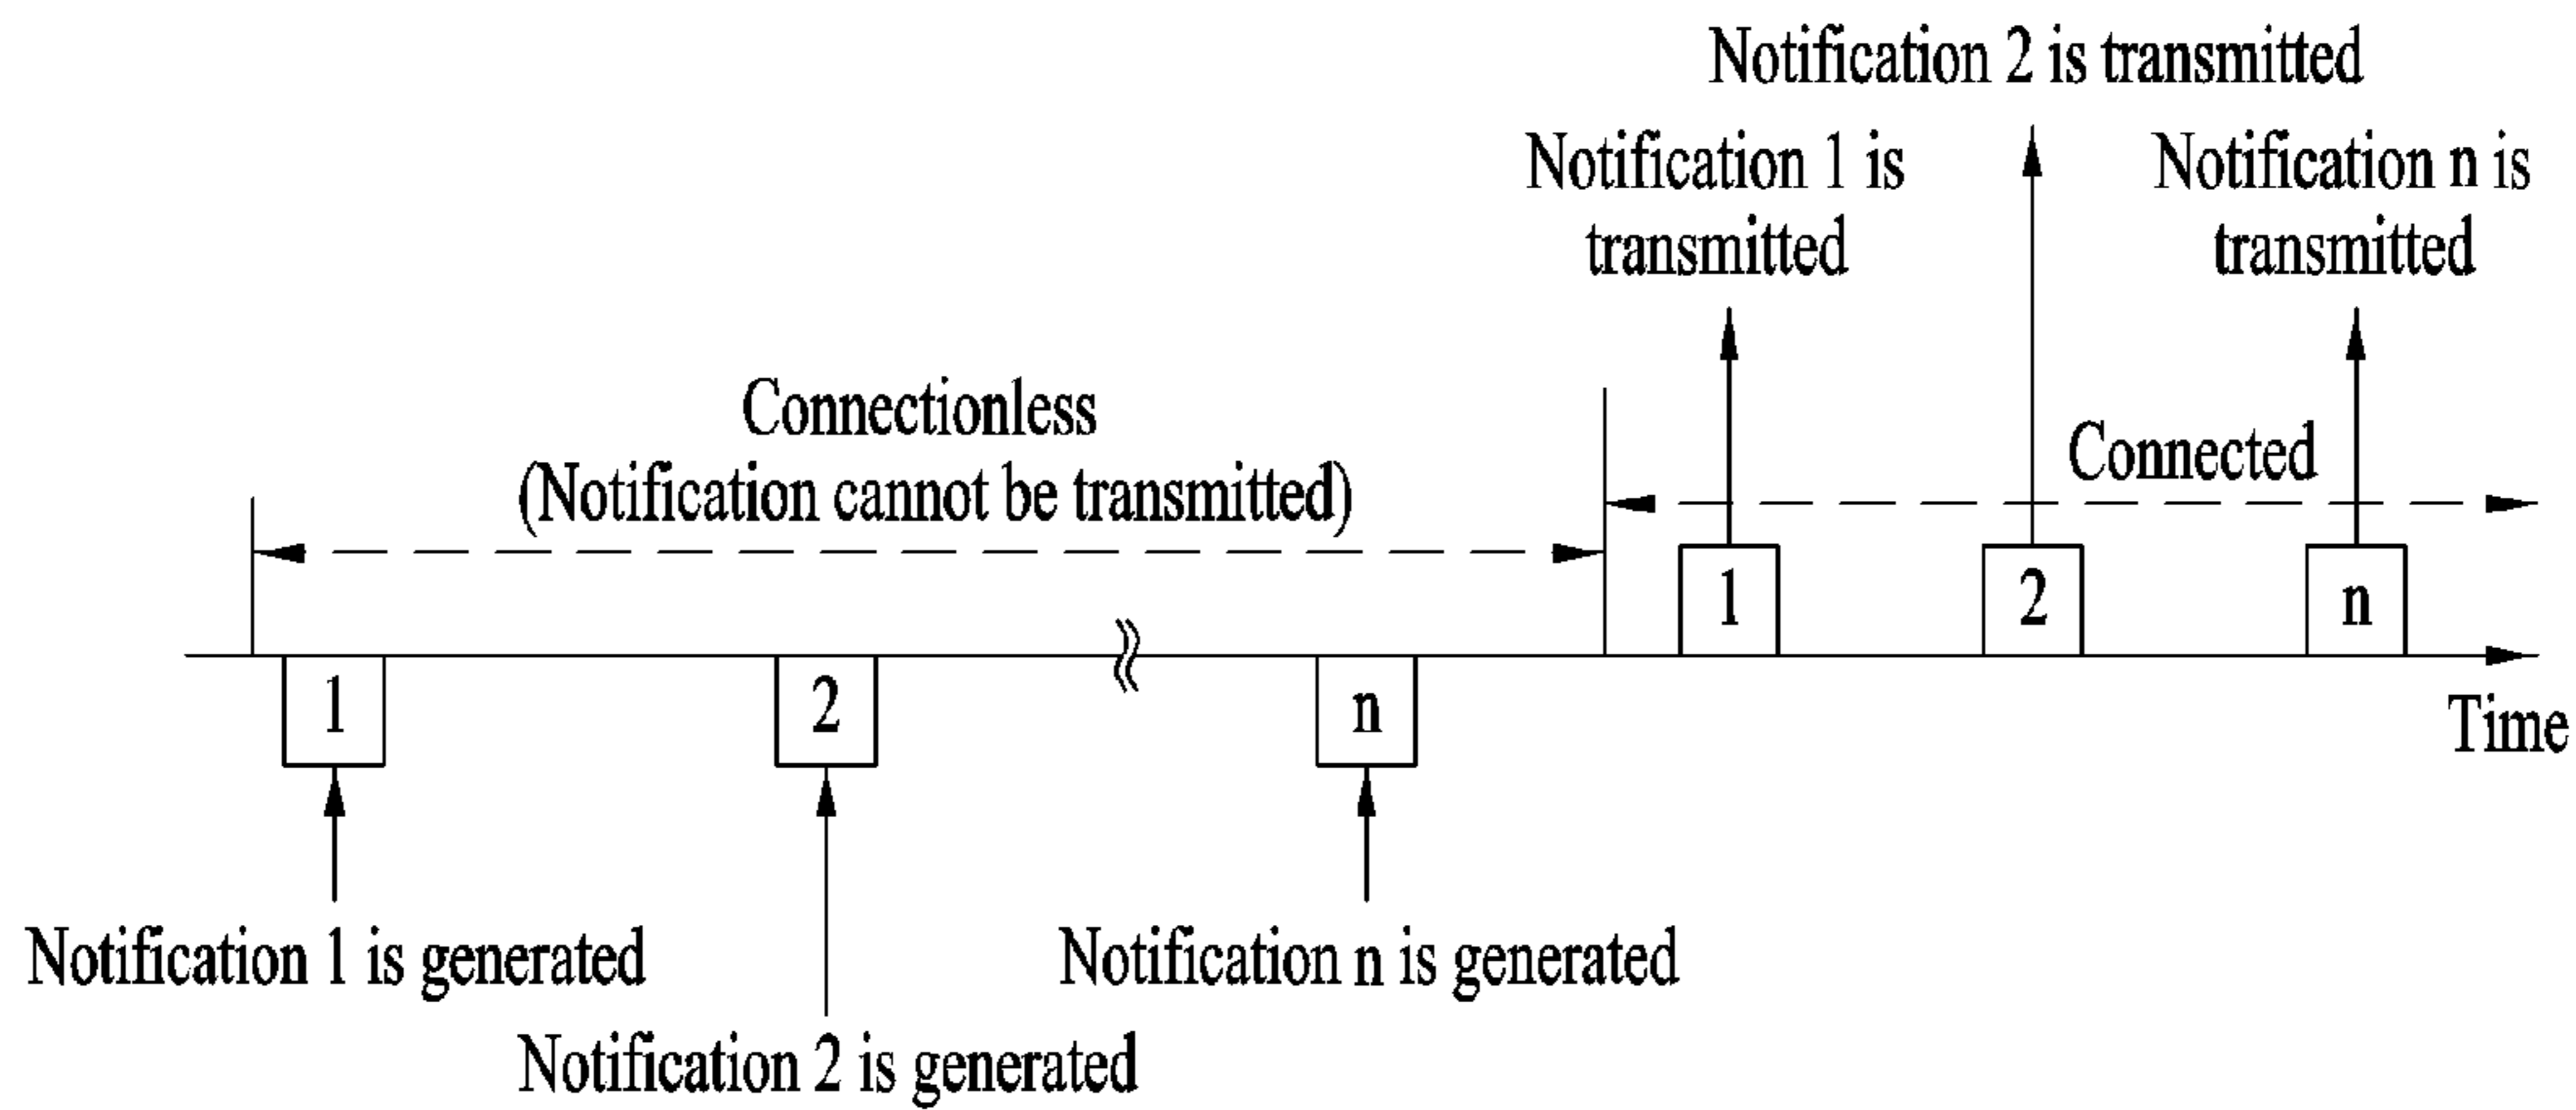 Notification 2 is transmitted
Notification 1 is
transmitted
Notification n is
transmitted
Connectionless
(Notification cannot be transmitted)
Connected
1
2
n
1
2
n
Time
Notification 1 is generated
Notification n is generated
Notification 2 is generated